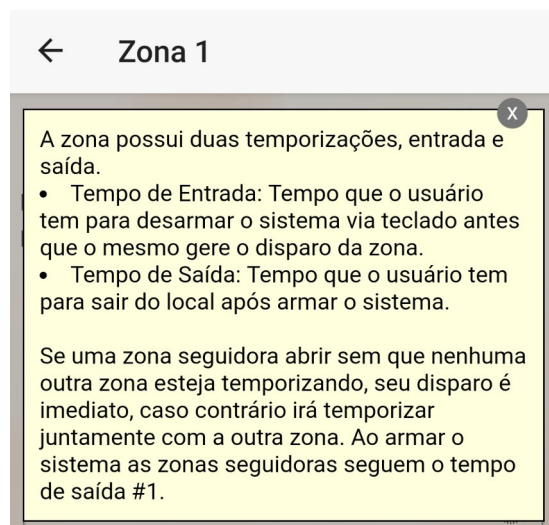 Zona 1
X
A zona possui duas temporizações, entrada e
saída.
• Tempo de Entrada: Tempo que o usuário
tem para desarmar o sistema via teclado antes
que o mesmo gere o disparo da zona.
• Tempo de Saída: Tempo que o usuário tem
para sair do local após armar o sistema.
Se uma zona seguidora abrir sem que nenhuma
outra zona esteja temporizando, seu disparo é
imediato, caso contrário irá temporizar
juntamente com a outra zona. Ao armar o
sistema as zonas seguidoras seguem o tempo
de saída #1.